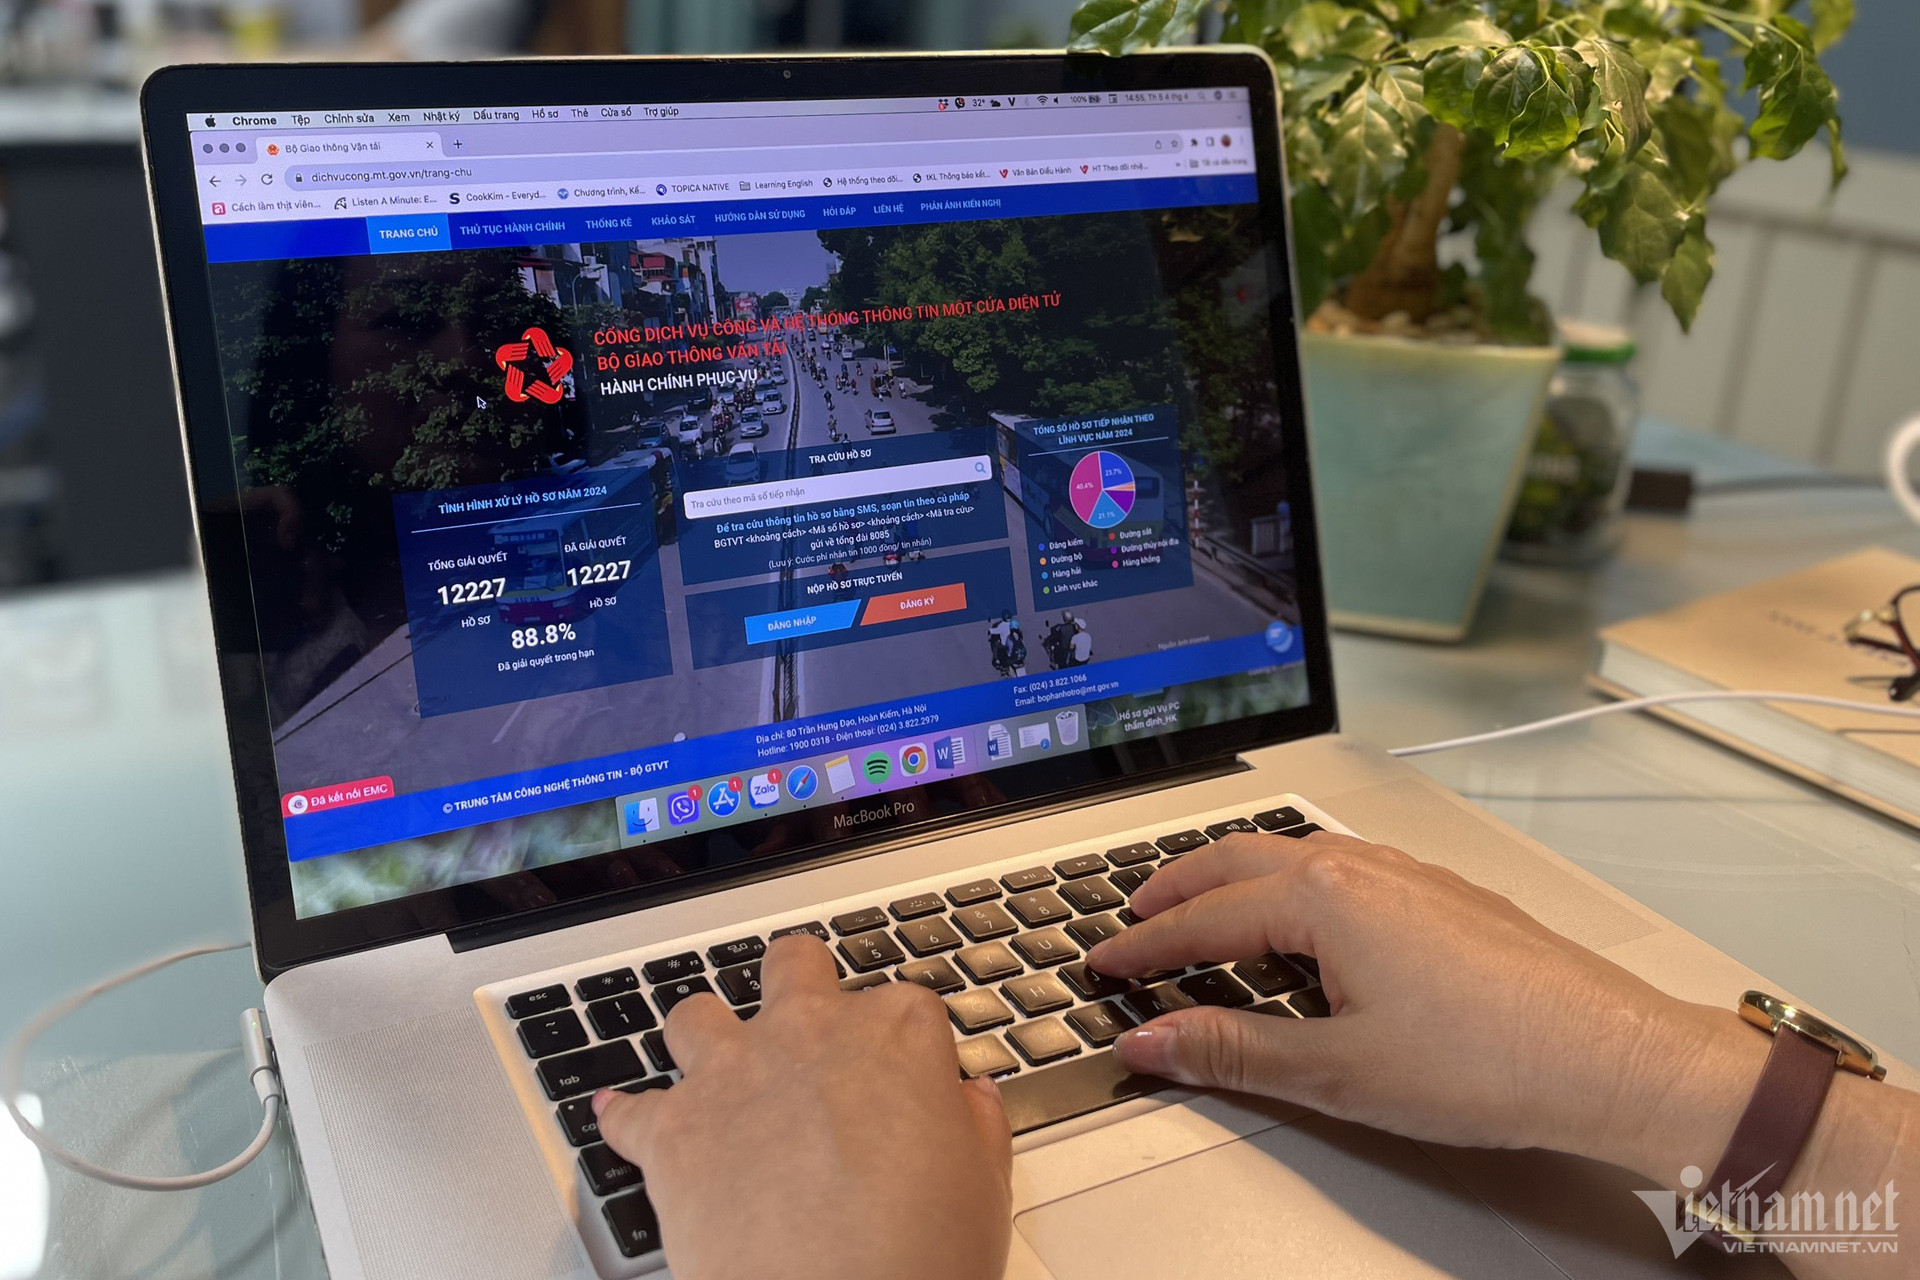 Chrome Tệp Chỉnh sửa Xem Nhật ký Dấu trang Hồ sơ Thẻ Cửa sổ Trợ giúp
32° 100% 14:55, Th 5 4 thg 4
Bộ Giao thông Vận tải
dichvucong.mt.gov.vn/trang-chu
Cách làm thịt viên... Listen A Minute: E... CookKim – Everyd... Chương trình, Kế... TOPICA NATIVE Learning English Hệ thống theo dõi... tKL Thông báo kết... Văn Bản Điều Hành HT Theo dõi nhiệ...
TRANG CHỦ THỦ TỤC HÀNH CHÍNH THỐNG KÊ KHẢO SÁT HƯỚNG DẪN SỬ DỤNG HỎI ĐÁP LIÊN HỆ PHẢN ÁNH KIẾN NGHỊ
CỔNG DỊCH VỤ CÔNG VÀ HỆ THỐNG THÔNG TIN MỘT CỬA ĐIỆN TỬ
BỘ GIAO THÔNG VẬN TẢI
HÀNH CHÍNH PHỤC VỤ
TÌNH HÌNH XỬ LÝ HỒ SƠ NĂM 2024
TỔNG GIẢI QUYẾT
12227
HỒ SƠ
ĐÃ GIẢI QUYẾT
12227
HỒ SƠ
88.8%
Đã giải quyết trong hạn
TRA CỨU HỒ SƠ
Tra cứu theo mã số tiếp nhận
Để tra cứu thông tin hồ sơ bằng SMS, soạn tin theo cú pháp
BGTVT <khoảng cách> <Mã số hồ sơ> <khoảng cách> <Mã tra cứu>
gửi về tổng đài 8085
(Lưu ý: Cước phí nhắn tin 1000 đồng/ tin nhắn)
NỘP HỒ SƠ TRỰC TUYẾN
ĐĂNG NHẬP
ĐĂNG KÝ
TỔNG SỐ HỒ SƠ TIẾP NHẬN THEO
LĨNH VỰC NĂM 2024
23.7%
40.4%
21.1%
Đăng kiểm Đường sắt
Đường bộ Đường thủy nội địa
Hàng hải Hàng không
Lĩnh vực khác
© TRUNG TÂM CÔNG NGHỆ THÔNG TIN - BỘ GTVT
Địa chỉ: 80 Trần Hưng Đạo, Hoàn Kiếm, Hà Nội
Hotline: 1900 0318 - Điện thoại: (024) 3.822.2979
Fax: (024) 3.822.1066
Email: bophanhotro@mt.gov.vn
Đã kết nối EMC
Hồ sơ gửi Vụ PC
thẩm định_HK
Zalo
MacBook Pro
esc
tab
shift
fn
Vietnamnet
VIETNAMNET.VN